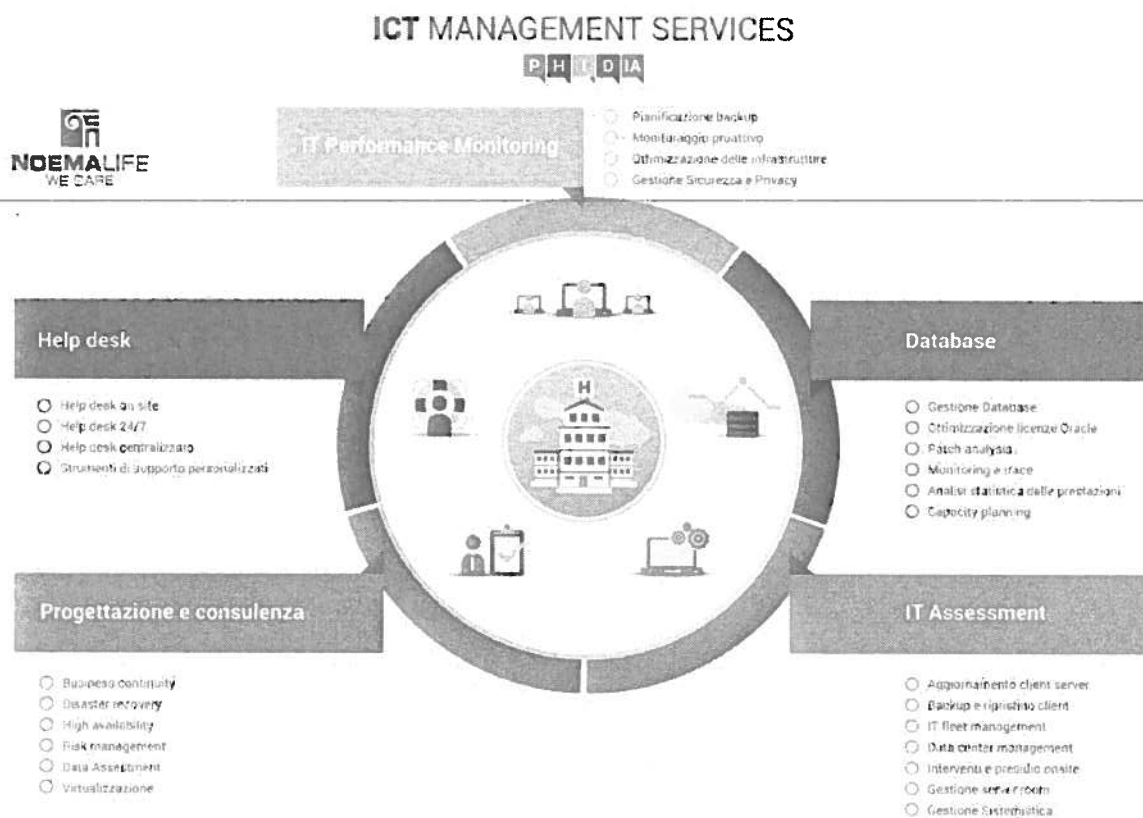 ICT MANAGEMENT SERVICES
PHIDIA
NOEMALIFE
WE CARE
IT Performance Monitoring
Pianificazione backup
Monitoraggio proattivo
Ottimizzazione delle infrastrutture
Gestione Sicurezza e Privacy
Help desk
Help desk on site
Help desk 24/7
Help desk centralizzato
Strumenti di supporto personalizzati
H
Database
Gestione Database
Ottimizzazione licenze Oracle
Patch analysis
Monitoring e trace
Analisi statistica delle prestazioni
Capacity planning
Progettazione e consulenza
Business continuity
Disaster recovery
High availability
Risk management
Data Assestment
Virtualizzazione
IT Assessment
Aggiornamento client server
Backup e ripristino client
IT fleet management
Data center management
Interventi e presidio onsite
Gestione server room
Gestione Sistemistica